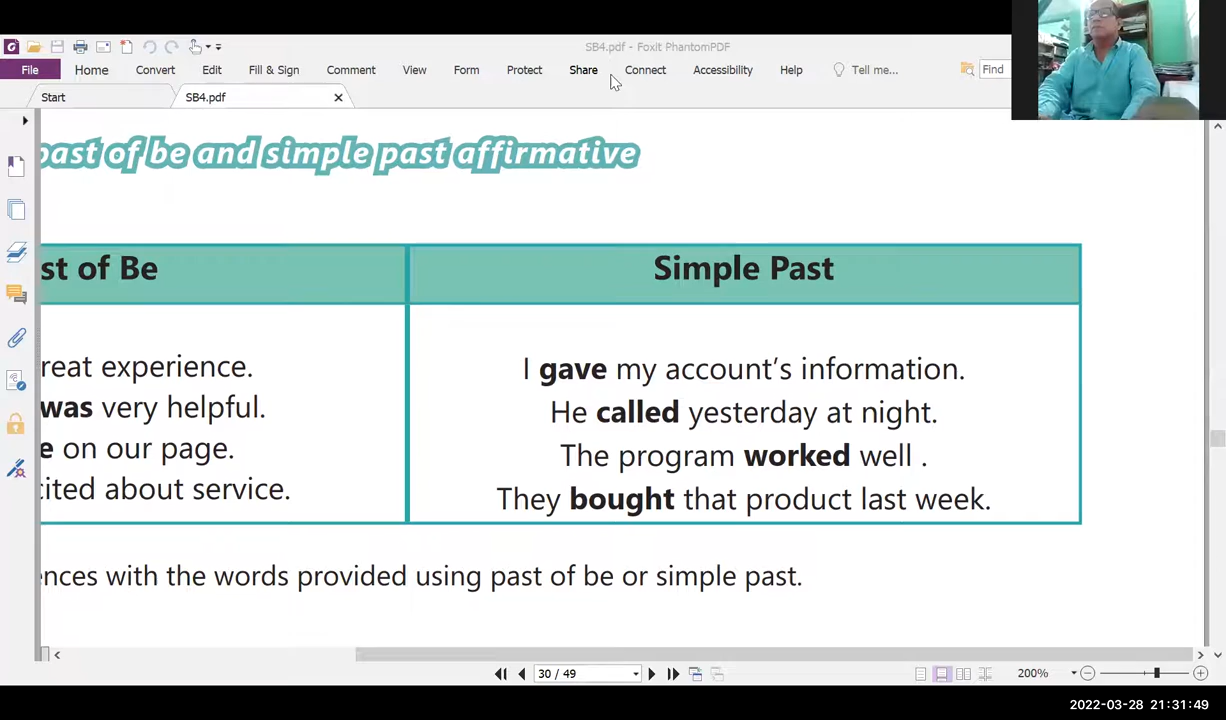 SB4.pdf - Foxit PhantomPDF
File Home Convert Edit Fill & Sign Comment View Form Protect Share Connect Accessibility Help Tell me... Find
Start SB4.pdf
past of be and simple past affirmative
st of Be
Simple Past
reat experience.
was very helpful.
e on our page.
cited about service.
I gave my account's information.
He called yesterday at night.
The program worked well .
They bought that product last week.
ences with the words provided using past of be or simple past.
30 / 49
200%
2022-03-28 21:31:49